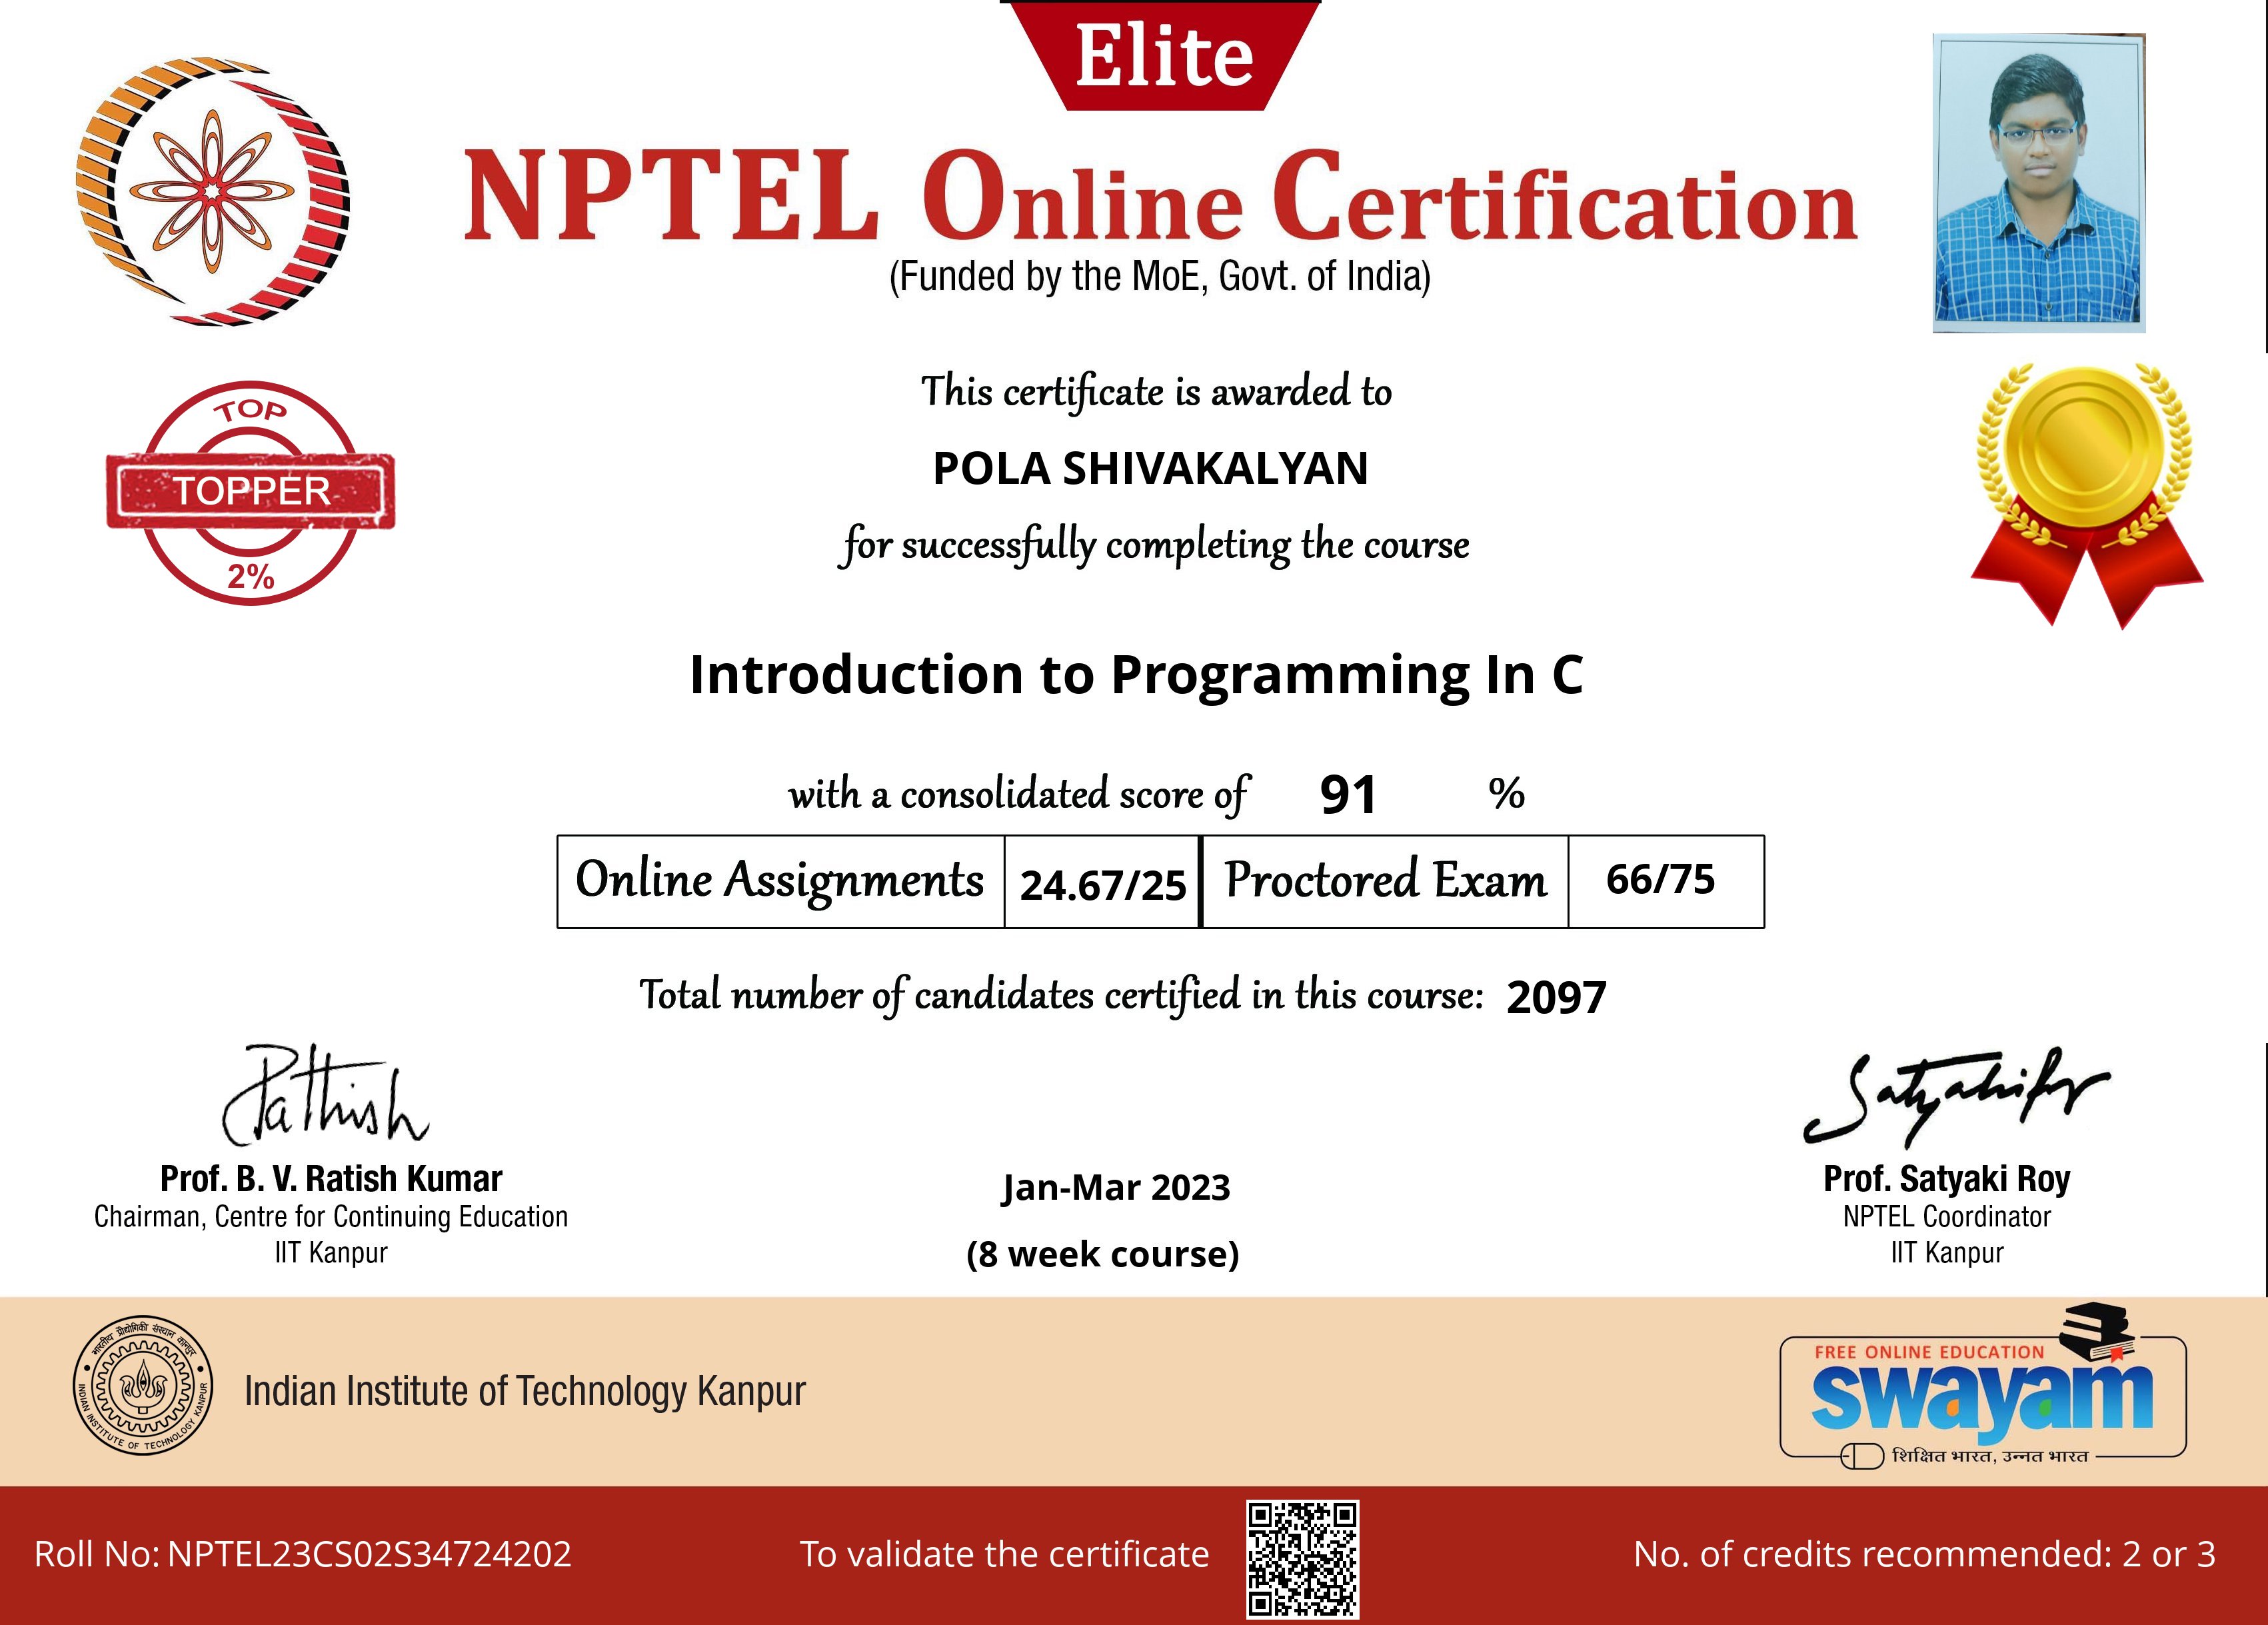 Elite
NPTEL Online Certification
(Funded by the MoE, Govt. of India)
This certificate is awarded to
TOP
TOPPER
2%
POLA SHIVAKALYAN
for successfully completing the course
Introduction to Programming In C
with a consolidated score of 91 %
Online Assignments 24.67/25 Proctored Exam 66/75
Total number of candidates certified in this course: 2097
Prof. B. V. Ratish Kumar
Chairman, Centre for Continuing Education
IIT Kanpur
Jan-Mar 2023
(8 week course)
Prof. Satyaki Roy
NPTEL Coordinator
IIT Kanpur
भारतीय प्रौद्योगिकी संस्थान कानपुर
INDIAN INSTITUTE OF TECHNOLOGY KANPUR
Indian Institute of Technology Kanpur
FREE ONLINE EDUCATION
swayam
शिक्षित भारत, उन्नत भारत
Roll No: NPTEL23CS02S34724202
To validate the certificate
No. of credits recommended: 2 or 3